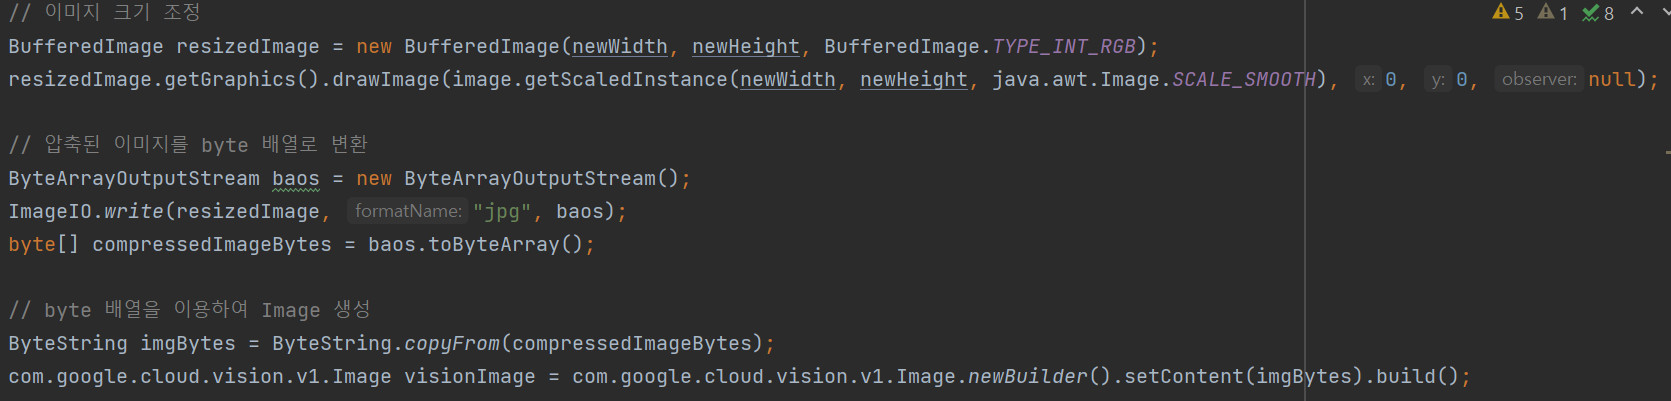 // 이미지 크기 조정
5 1 8
BufferedImage resizedImage = new BufferedImage(newWidth, newHeight, BufferedImage.TYPE_INT_RGB);
resizedImage.getGraphics().drawImage(image.getScaledInstance(newWidth, newHeight, java.awt.Image.SCALE_SMOOTH), x: 0, y: 0, observer: null);
// 압축된 이미지를 byte 배열로 변환
ByteArrayOutputStream baos = new ByteArrayOutputStream();
ImageIO.write(resizedImage, formatName: "jpg", baos);
byte[] compressedImageBytes = baos.toByteArray();
// byte 배열을 이용하여 Image 생성
ByteString imgBytes = ByteString.copyFrom(compressedImageBytes);
com.google.cloud.vision.v1.Image visionImage = com.google.cloud.vision.v1.Image.newBuilder().setContent(imgBytes).build();